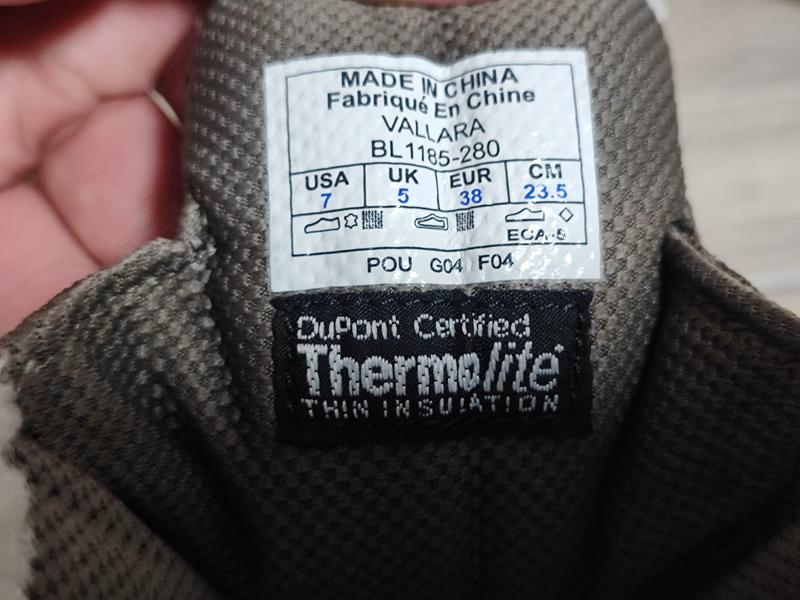 MADE IN CHINA
Fabriqué En Chine
VALLARA
BL1185-280
USA UK EUR CM
7 5 38 23.5
ECA-5
POU G04 F04
DuPont Certified
Thermolite
THIN INSULATION